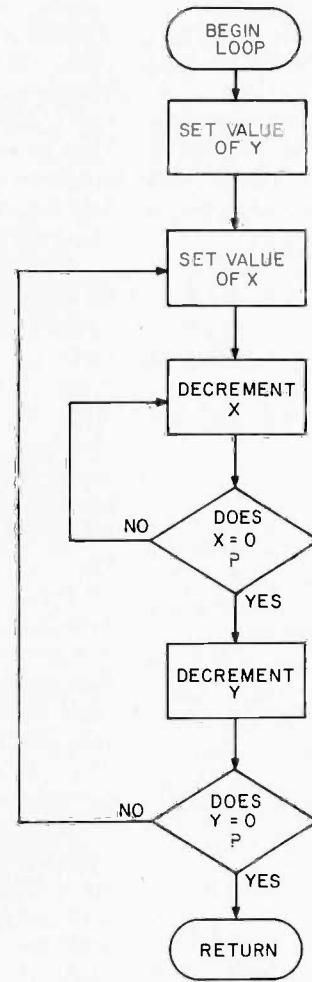 BEGIN
LOOP
SET VALUE
OF Y
SET VALUE
OF X
DECREMENT
X
DOES
X = 0
?
NO
YES
DECREMENT
Y
DOES
Y = 0
?
NO
YES
RETURN